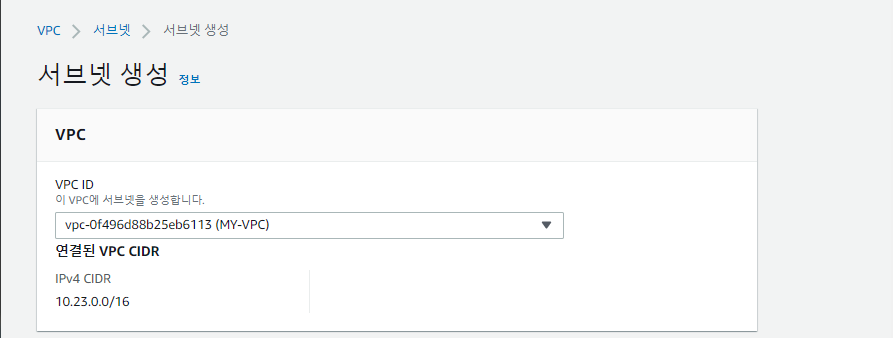 VPC > 서브넷 > 서브넷 생성
서브넷 생성 정보
VPC
VPC ID
이 VPC에 서브넷을 생성합니다.
vpc-0f496d88b25eb6113 (MY-VPC)
연결된 VPC CIDR
IPv4 CIDR
10.23.0.0/16